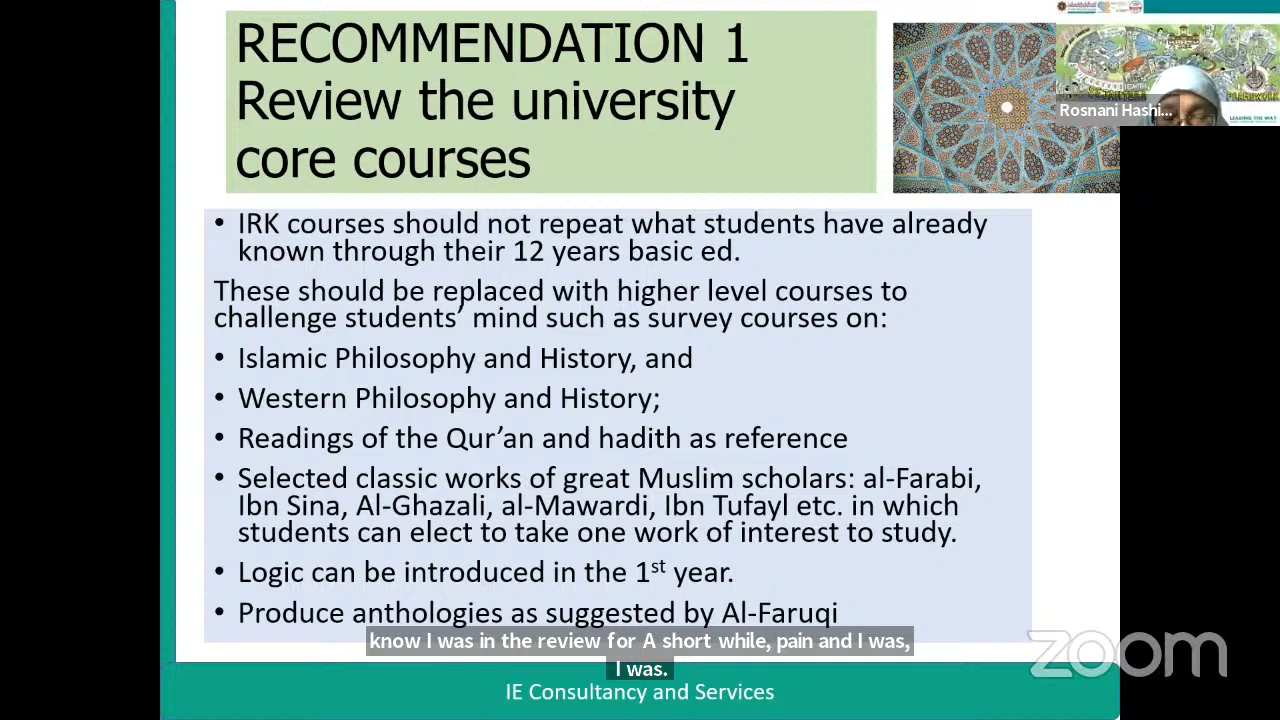 RECOMMENDATION 1
Review the university
core courses
Rosnani Hashi...
LEADING THE WAY
• IRK courses should not repeat what students have already
known through their 12 years basic ed.
These should be replaced with higher level courses to
challenge students’ mind such as survey courses on:
• Islamic Philosophy and History, and
• Western Philosophy and History;
• Readings of the Qur’an and hadith as reference
• Selected classic works of great Muslim scholars: al-Farabi,
Ibn Sina, Al-Ghazali, al-Mawardi, Ibn Tufayl etc. in which
students can elect to take one work of interest to study.
• Logic can be introduced in the 1st year.
• Produce anthologies as suggested by Al-Faruqi
know I was in the review for A short while, pain and I was,
I was.
zoom
IE Consultancy and Services